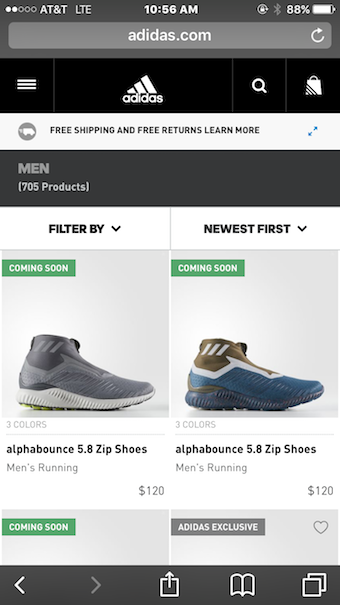 AT&T LTE 10:56 AM 88%
adidas.com
adidas
FREE SHIPPING AND FREE RETURNS LEARN MORE
MEN
(705 Products)
FILTER BY
NEWEST FIRST
COMING SOON
COMING SOON
3 COLORS
3 COLORS
alphabounce 5.8 Zip Shoes
alphabounce 5.8 Zip Shoes
Men's Running
Men's Running
$120
$120
COMING SOON
ADIDAS EXCLUSIVE